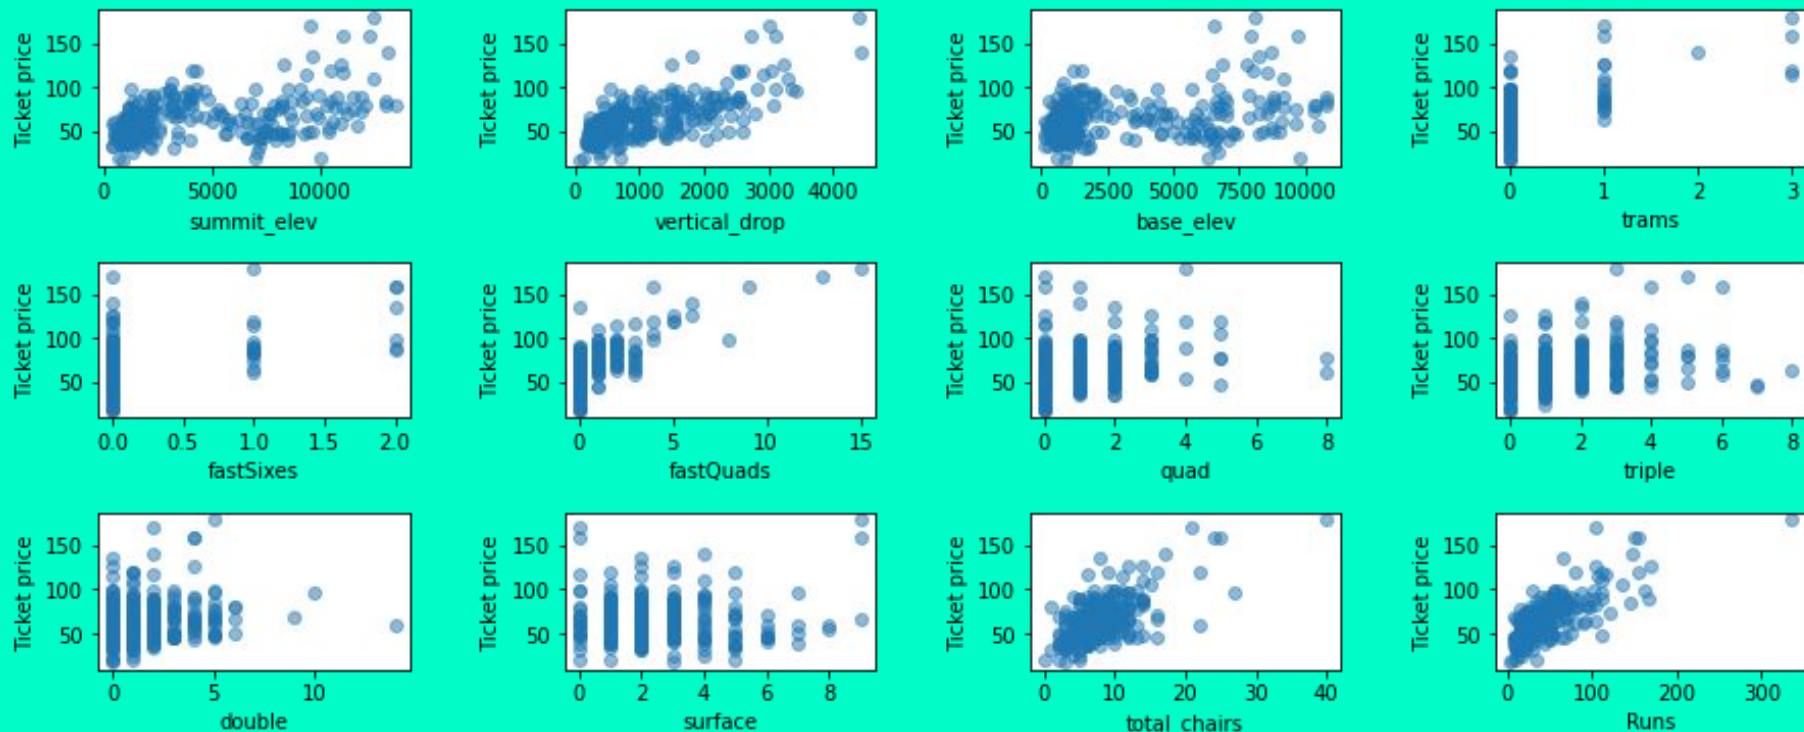 Ticket price
150
100
50
0 5000 10000
summit_elev
Ticket price
150
100
50
0 1000 2000 3000 4000
vertical_drop
Ticket price
150
100
50
0 2500 5000 7500 10000
base_elev
Ticket price
150
100
50
0 1 2 3
trams
Ticket price
150
100
50
0.0 0.5 1.0 1.5 2.0
fastSixes
Ticket price
150
100
50
0 5 10 15
fastQuads
Ticket price
150
100
50
0 2 4 6 8
quad
Ticket price
150
100
50
0 2 4 6 8
triple
Ticket price
150
100
50
0 5 10
double
Ticket price
150
100
50
0 2 4 6 8
surface
Ticket price
150
100
50
0 10 20 30 40
total_chairs
Ticket price
150
100
50
0 100 200 300
Runs